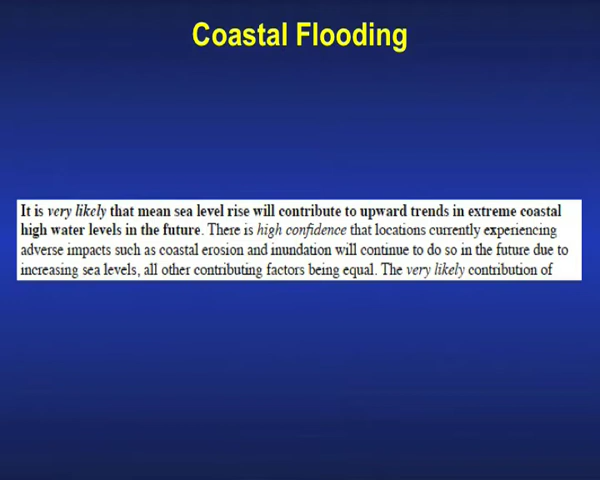 Coastal Flooding
It is very likely that mean sea level rise will contribute to upward trends in extreme coastal
high water levels in the future. There is high confidence that locations currently experiencing
adverse impacts such as coastal erosion and inundation will continue to do so in the future due to
increasing sea levels, all other contributing factors being equal. The very likely contribution of